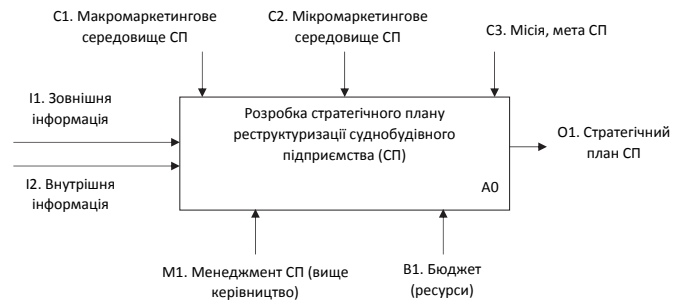 С1. Макромаркетингове
середовище СП
С2. Мікромаркетингове
середовище СП
С3. Місія, мета СП
І1. Зовнішня
інформація
І2. Внутрішня
інформація
Розробка стратегічного плану
реструктуризації суднобудівного
підприємства (СП)
А0
О1. Стратегічний
план СП
М1. Менеджмент СП (вище
керівництво)
В1. Бюджет
(ресурси)